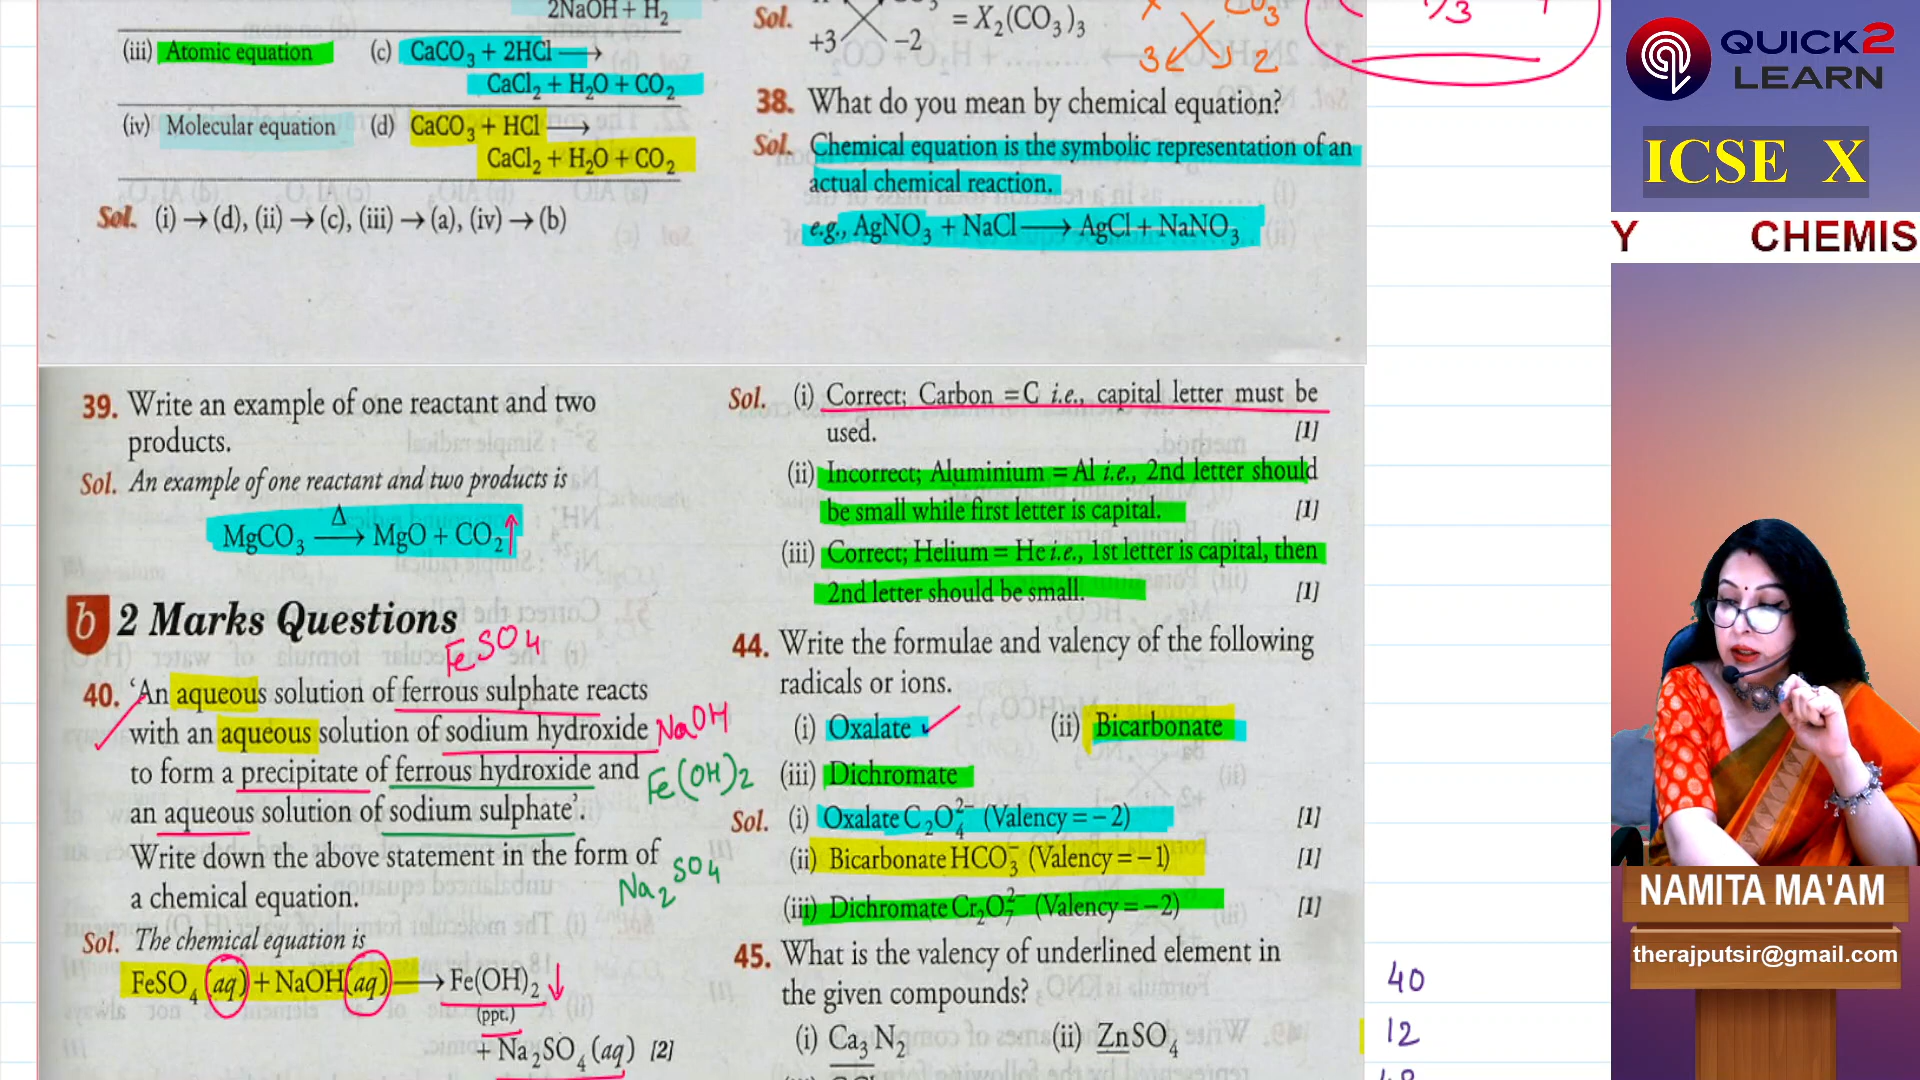 2NaOH + H2
(iii) Atomic equation (c) CaCO3 + 2HCl ⟶
CaCl2 + H2O + CO2
(iv) Molecular equation (d) CaCO3 + HCl ⟶
CaCl2 + H2O + CO2
Sol. (i) → (d), (ii) → (c), (iii) → (a), (iv) → (b)
39. Write an example of one reactant and two
products.
Sol. An example of one reactant and two products is
MgCO3 —Δ→ MgO + CO2↑
b 2 Marks Questions
FeSO4
40. ‘An aqueous solution of ferrous sulphate reacts
with an aqueous solution of sodium hydroxide NaOH
to form a precipitate of ferrous hydroxide and Fe(OH)2
an aqueous solution of sodium sulphate’.
Write down the above statement in the form of
a chemical equation. Na2SO4
Sol. The chemical equation is
FeSO4(aq) + NaOH(aq) ⟶ Fe(OH)2↓
(ppt.)
+ Na2SO4(aq) [2]
Sol. +3 −2 = X2(CO3)3
3 2
38. What do you mean by chemical equation?
Sol. Chemical equation is the symbolic representation of an
actual chemical reaction.
e.g., AgNO3 + NaCl ⟶ AgCl + NaNO3
Sol. (i) Correct; Carbon = C i.e., capital letter must be
used. [1]
(ii) Incorrect; Aluminium = Al i.e., 2nd letter should
be small while first letter is capital. [1]
(iii) Correct; Helium = He i.e., 1st letter is capital, then
2nd letter should be small. [1]
44. Write the formulae and valency of the following
radicals or ions.
(i) Oxalate (ii) Bicarbonate
(iii) Dichromate
Sol. (i) Oxalate C2O4^2− (Valency = −2) [1]
(ii) Bicarbonate HCO3^− (Valency = −1) [1]
(iii) Dichromate Cr2O7^2− (Valency = −2) [1]
45. What is the valency of underlined element in
the given compounds?
(i) Ca3N2 (ii) ZnSO4
40
12
QUICK2
LEARN
ICSE X
Y CHEMIS
NAMITA MA'AM
therajputsir@gmail.com